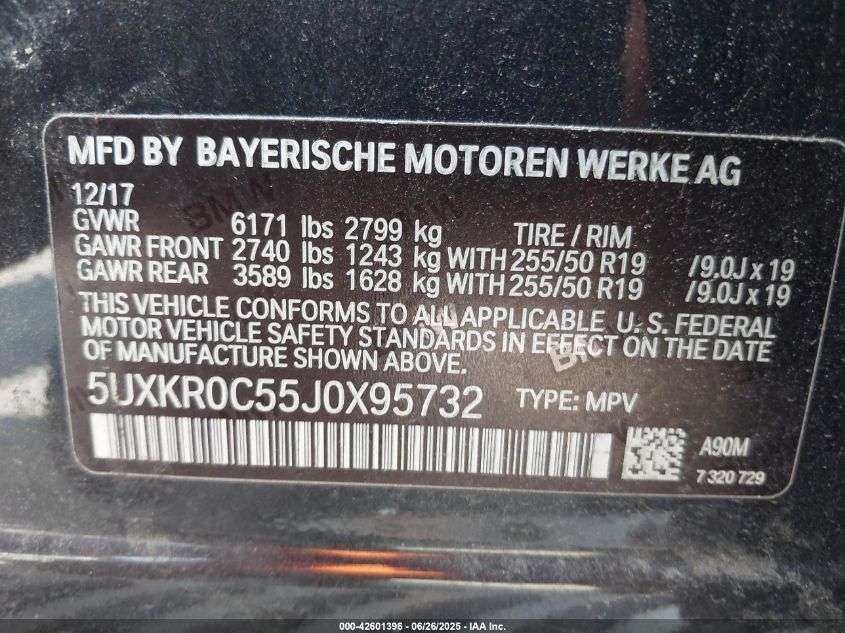 MFD BY BAYERISCHE MOTOREN WERKE AG
12/17
GVWR 6171 lbs 2799 kg TIRE / RIM
GAWR FRONT 2740 lbs 1243 kg WITH 255/50 R19 /9.0J x 19
GAWR REAR 3589 lbs 1628 kg WITH 255/50 R19 /9.0J x 19
THIS VEHICLE CONFORMS TO ALL APPLICABLE U.S. FEDERAL
MOTOR VEHICLE SAFETY STANDARDS IN EFFECT ON THE DATE
OF MANUFACTURE SHOWN ABOVE.
5UXKR0C55J0X95732 TYPE: MPV
A90M
7 320 729
000-42601396 - 06/26/2025 - IAA Inc.